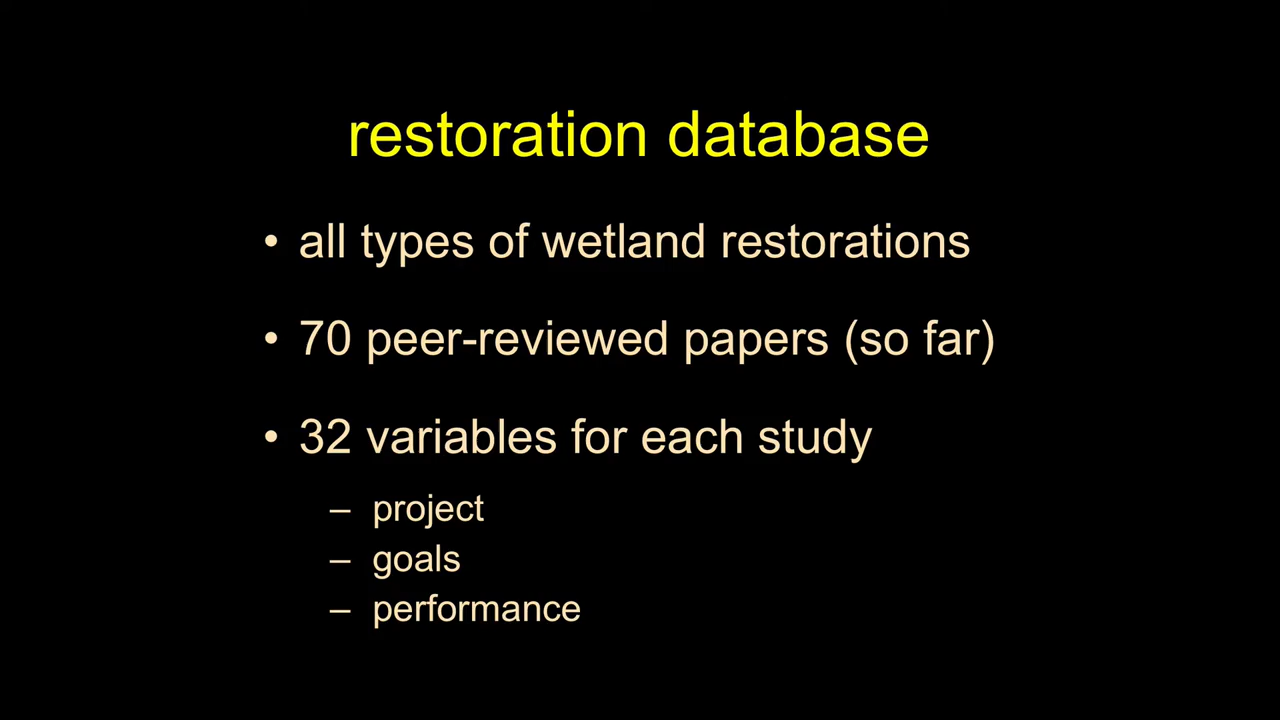 restoration database
• all types of wetland restorations
• 70 peer-reviewed papers (so far)
• 32 variables for each study
– project
– goals
– performance